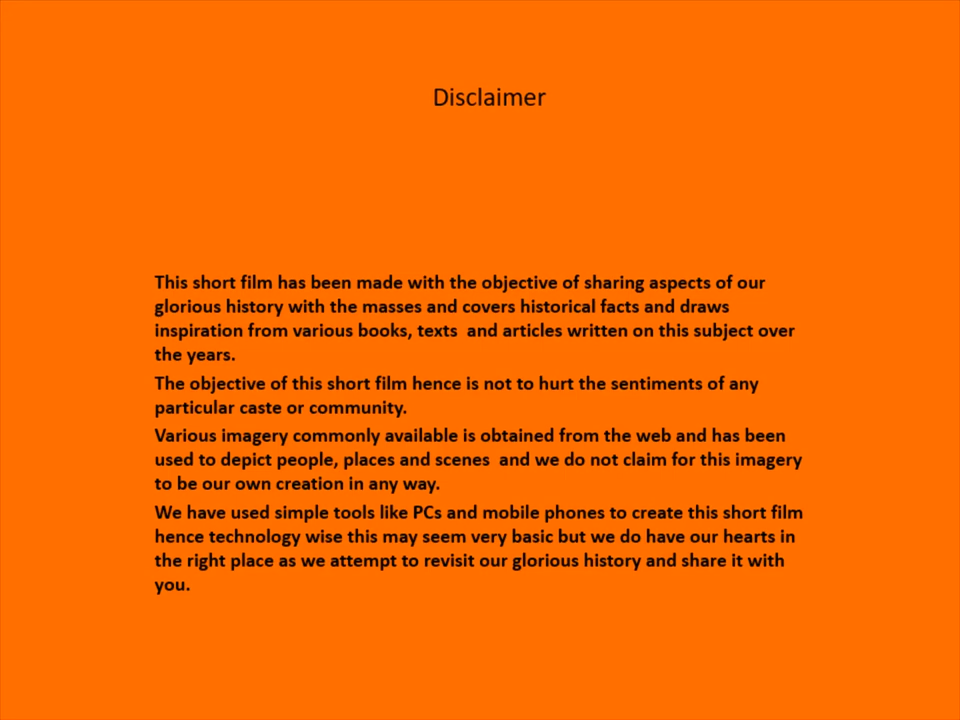 Disclaimer
This short film has been made with the objective of sharing aspects of our
glorious history with the masses and covers historical facts and draws
inspiration from various books, texts  and articles written on this subject over
the years.
The objective of this short film hence is not to hurt the sentiments of any
particular caste or community.
Various imagery commonly available is obtained from the web and has been
used to depict people, places and scenes  and we do not claim for this imagery
to be our own creation in any way.
We have used simple tools like PCs and mobile phones to create this short film
hence technology wise this may seem very basic but we do have our hearts in
the right place as we attempt to revisit our glorious history and share it with
you.